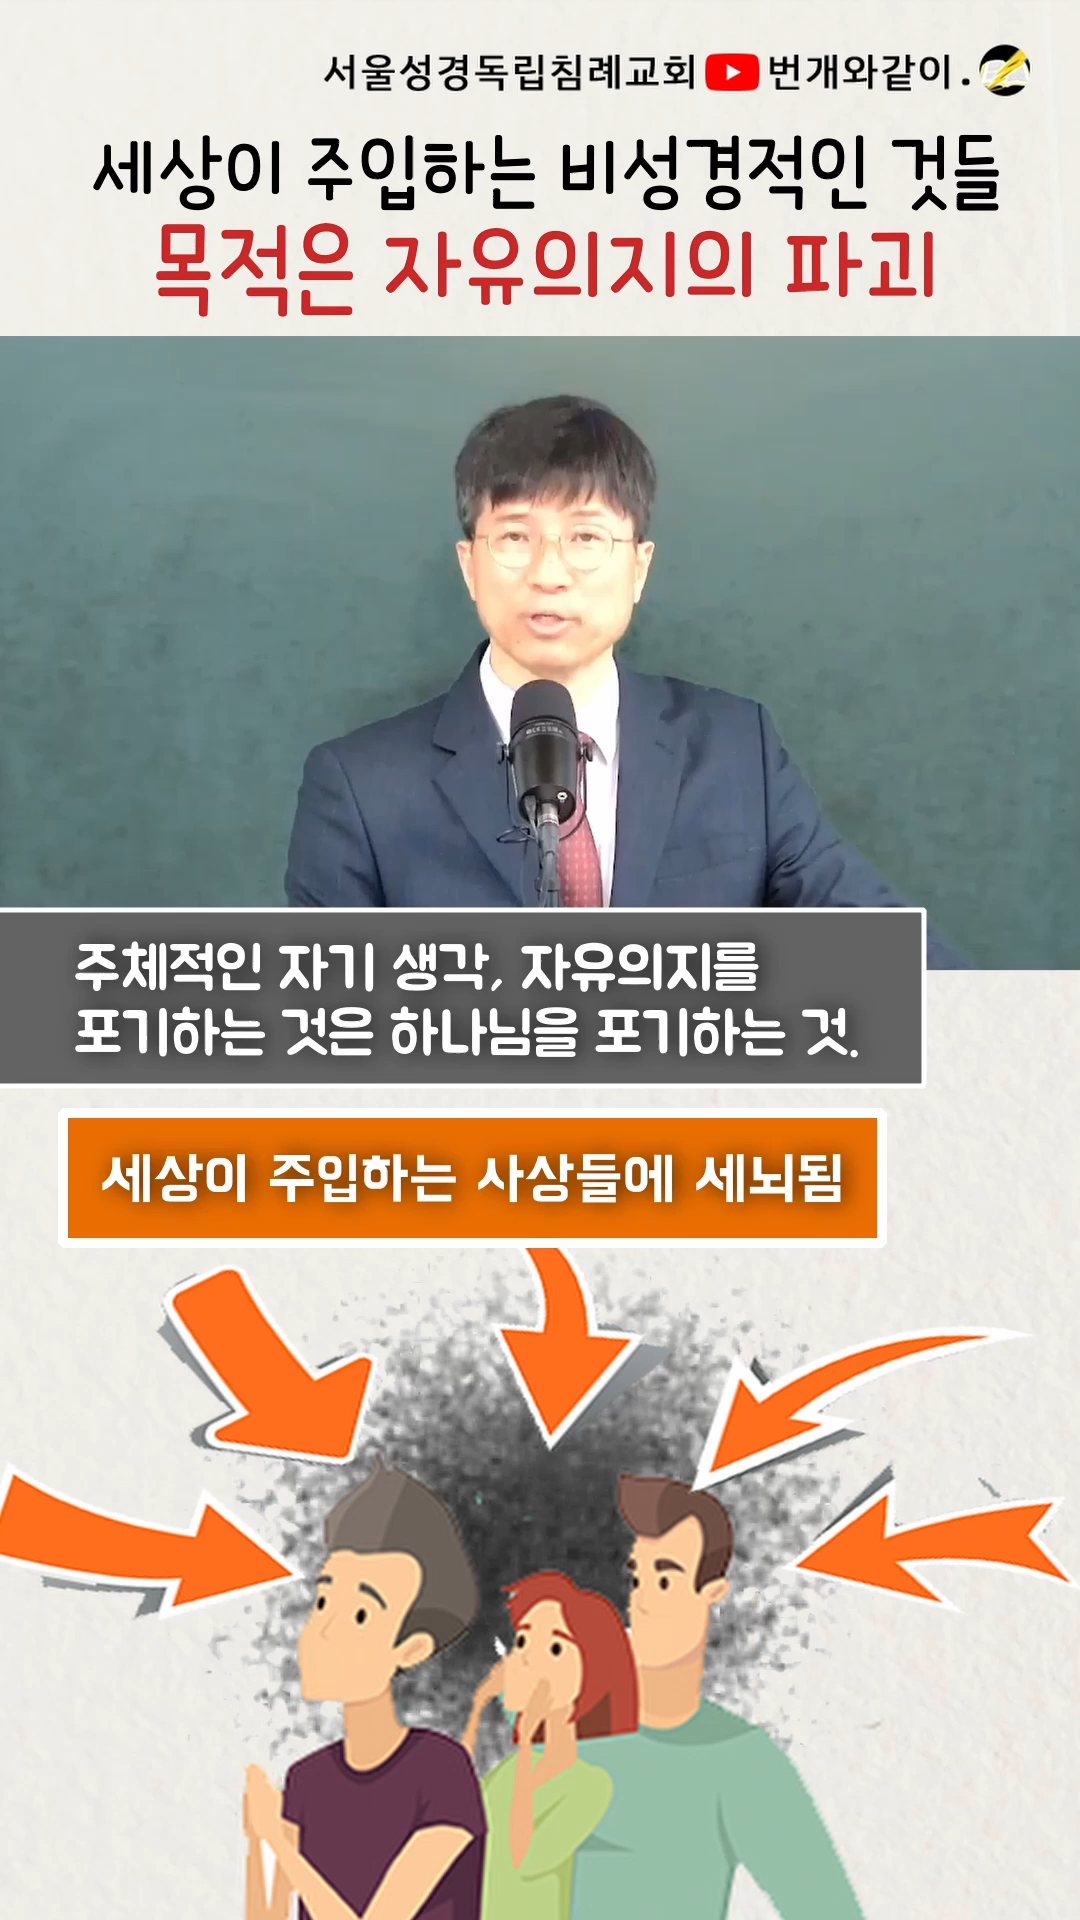 서울성경독립침례교회 번개와같이.
세상이 주입하는 비성경적인 것들
목적은 자유의지의 파괴
주체적인 자기 생각, 자유의지를
포기하는 것은 하나님을 포기하는 것.
세상이 주입하는 사상들에 세뇌됨